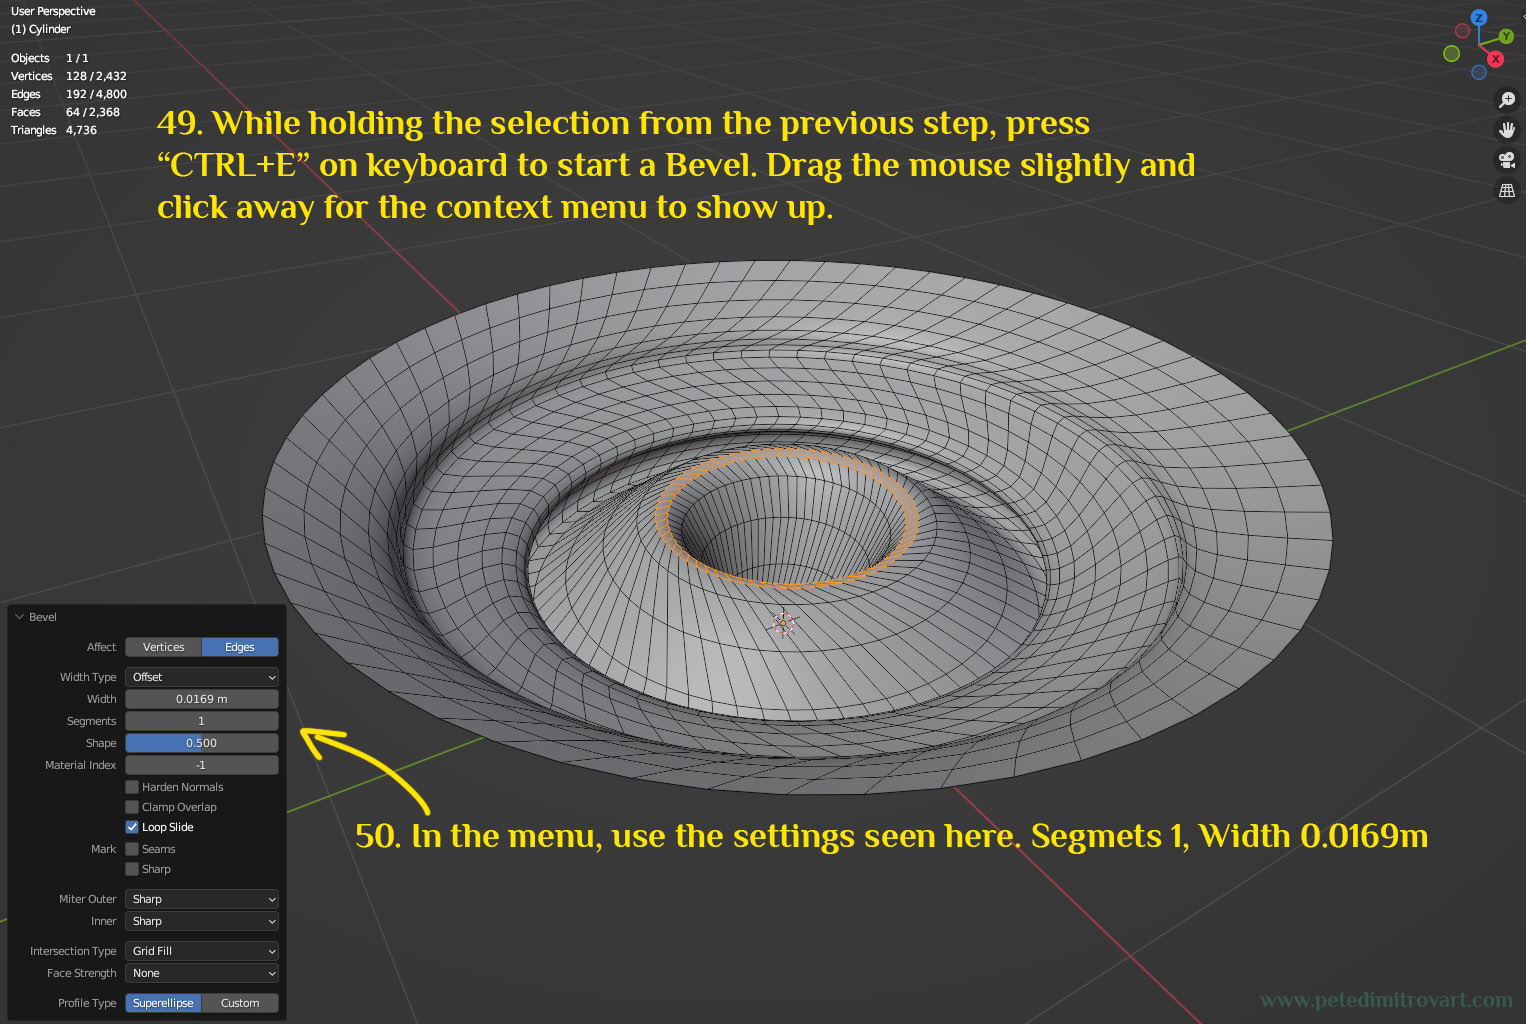 User Perspective
(1) Cylinder
Objects 1 / 1
Vertices 128 / 2,432
Edges 192 / 4,800
Faces 64 / 2,368
Triangles 4,736
Z
Y
X
49. While holding the selection from the previous step, press
“CTRL+E” on keyboard to start a Bevel. Drag the mouse slightly and
click away for the context menu to show up.
Bevel
Affect Vertices Edges
Width Type Offset
Width 0.0169 m
Segments 1
Shape 0.500
Material Index -1
Harden Normals
Clamp Overlap
Loop Slide
Mark Seams
Sharp
Miter Outer Sharp
Inner Sharp
Intersection Type Grid Fill
Face Strength None
Profile Type Superellipse Custom
50. In the menu, use the settings seen here. Segmets 1, Width 0.0169m
www.petedimitrovart.com